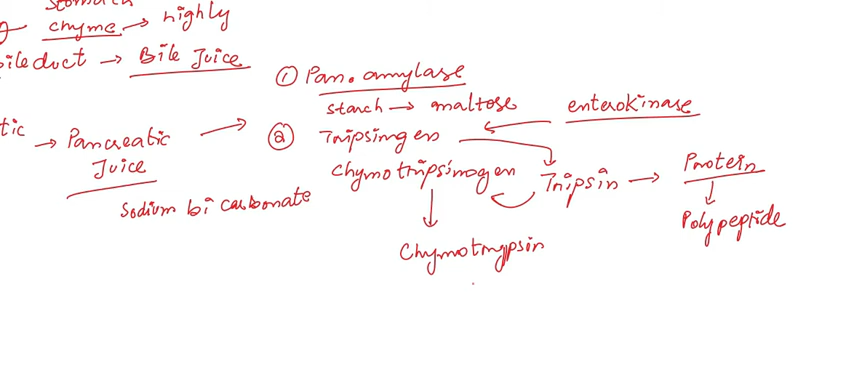 chyme → highly
bileduct → Bile Juice
① Pan. amylase
starch → maltose
enterokinase
→ Pancreatic Juice →
② Tripsingen
Chymotripsinogen
Tripsin → Protein
Polypeptide
Sodium bi carbonate
Chymotrypsin